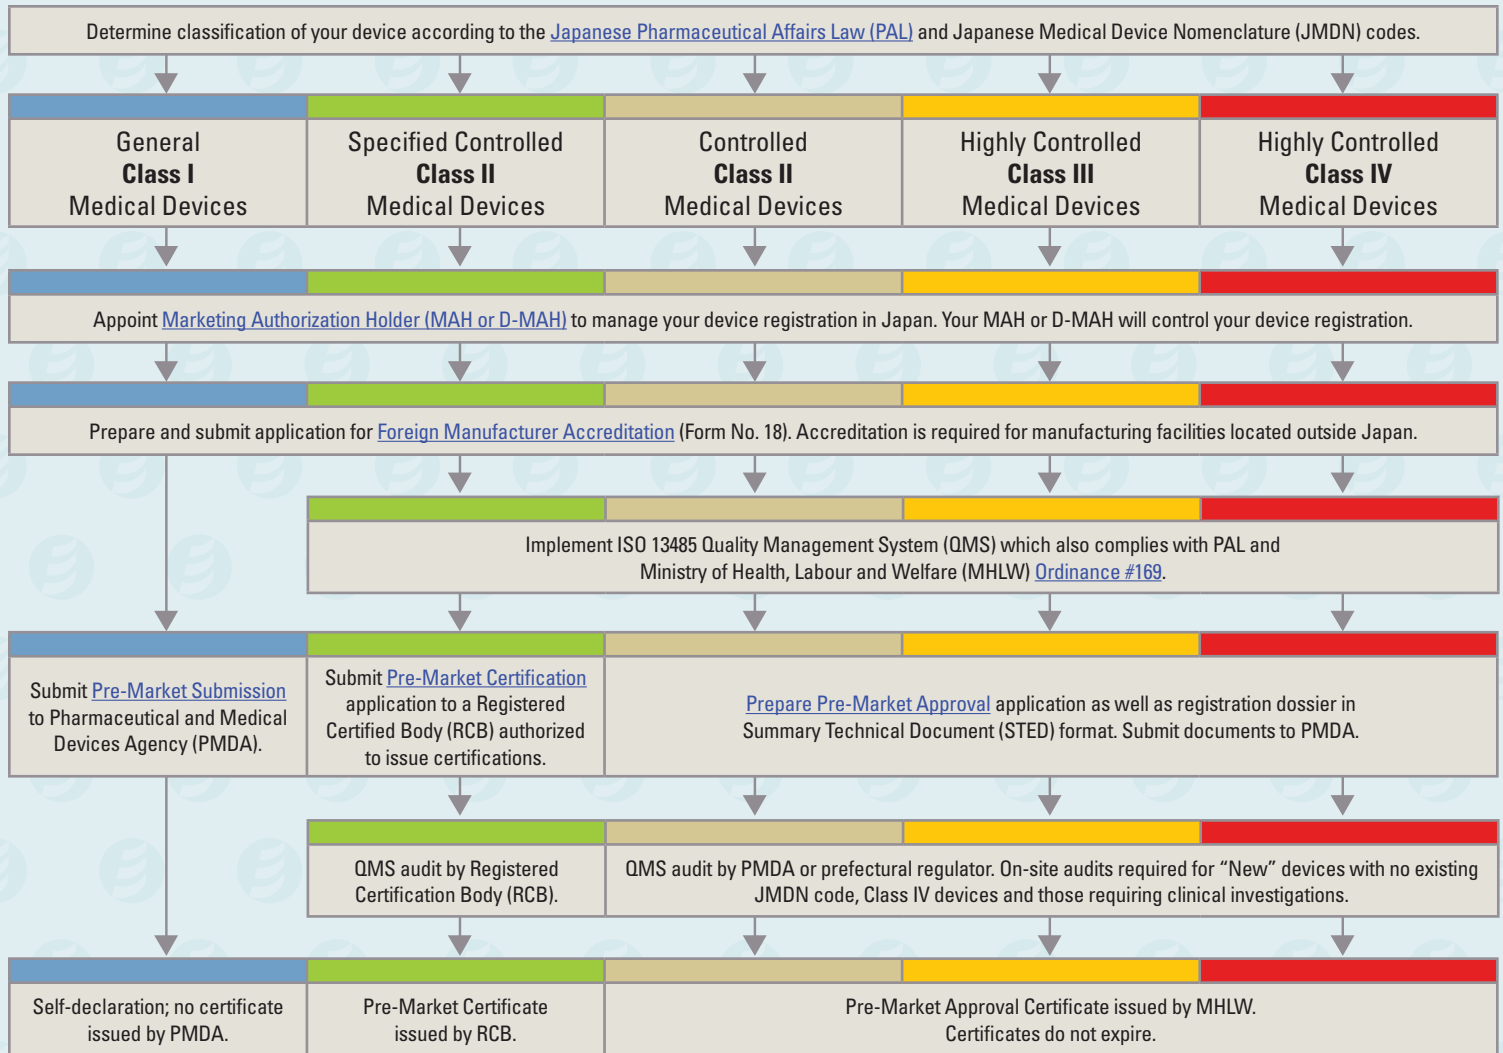 Determine classification of your device according to the Japanese Pharmaceutical Affairs Law (PAL) and Japanese Medical Device Nomenclature (JMDN) codes.
General
Class I
Medical Devices
Specified Controlled
Class II
Medical Devices
Controlled
Class II
Medical Devices
Highly Controlled
Class III
Medical Devices
Highly Controlled
Class IV
Medical Devices
Appoint Marketing Authorization Holder (MAH or D-MAH) to manage your device registration in Japan. Your MAH or D-MAH will control your device registration.
Prepare and submit application for Foreign Manufacturer Accreditation (Form No. 18). Accreditation is required for manufacturing facilities located outside Japan.
Implement ISO 13485 Quality Management System (QMS) which also complies with PAL and
Ministry of Health, Labour and Welfare (MHLW) Ordinance #169.
Submit Pre-Market Submission
to Pharmaceutical and Medical
Devices Agency (PMDA).
Submit Pre-Market Certification
application to a Registered
Certified Body (RCB) authorized
to issue certifications.
Prepare Pre-Market Approval application as well as registration dossier in
Summary Technical Document (STED) format. Submit documents to PMDA.
QMS audit by Registered
Certification Body (RCB).
QMS audit by PMDA or prefectural regulator. On-site audits required for “New” devices with no existing
JMDN code, Class IV devices and those requiring clinical investigations.
Self-declaration; no certificate
issued by PMDA.
Pre-Market Certificate
issued by RCB.
Pre-Market Approval Certificate issued by MHLW.
Certificates do not expire.